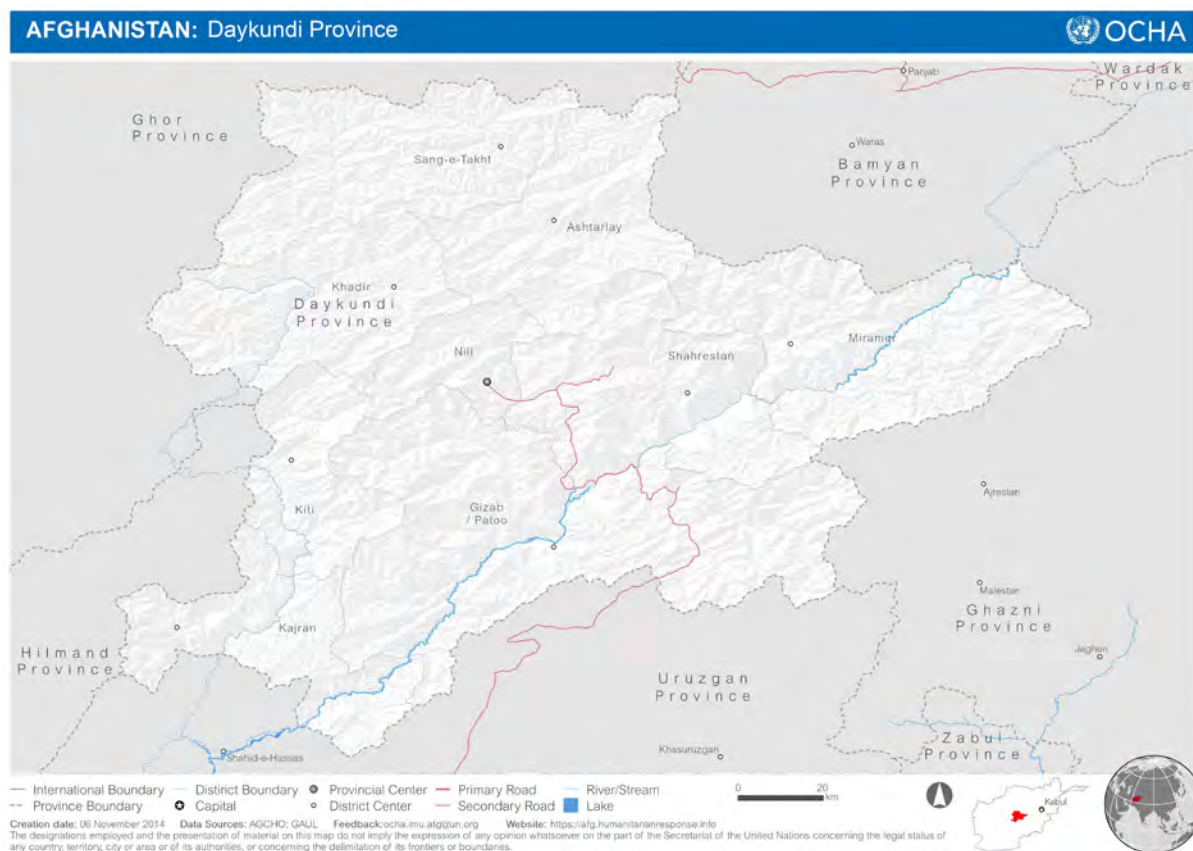 AFGHANISTAN: Daykundi Province
OCHA
Panjab
Wardak
Province
Ghor
Province
Waras
Sang-e-Takht
Bamyan
Province
Ashtarlay
Khadir
Daykundi
Province
Nili
Shahrestan
Miramor
Ajrestan
Kiti
Gizab
/ Patoo
Malestan
Ghazni
Province
Kajran
Hilmand
Province
Jaghuri
Uruzgan
Province
Zabul
Province
Shahid-e-Hassas
Khasuruzgan
International Boundary District Boundary Provincial Center Primary Road River/Stream
Province Boundary Capital District Center Secondary Road Lake
0 20
km
Kabul
Creation date: 06 November 2014 Data Sources: AGCHO; GAUL Feedback:ocha.imu.afg@un.org Website: https://afg.humanitarianresponse.info
The designations employed and the presentation of material on this map do not imply the expression of any opinion whatsoever on the part of the Secretariat of the United Nations concerning the legal status of
any country, territory, city or area or of its authorities, or concerning the delimitation of its frontiers or boundaries.